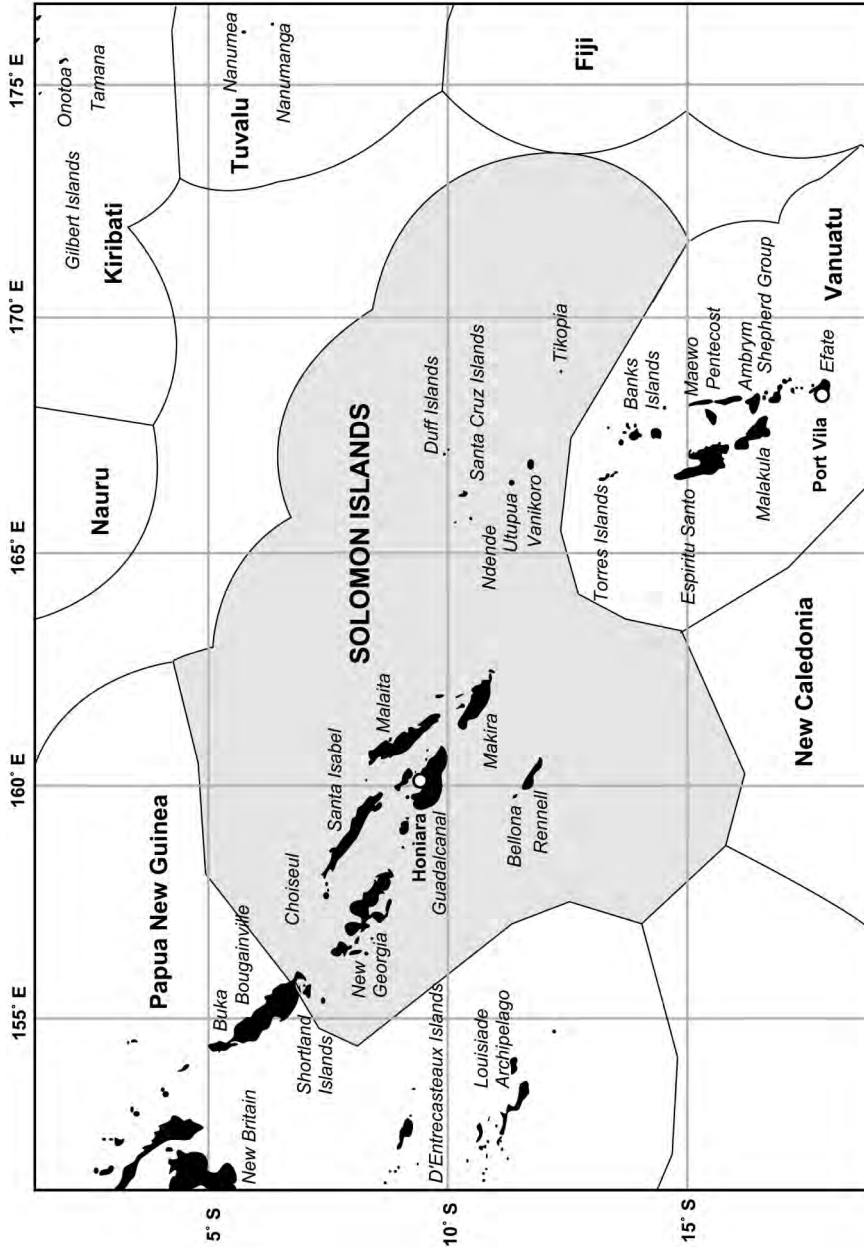 155° E
160° E
165° E
170° E
175° E
5° S
10° S
15° S
Papua New Guinea
Nauru
Kiribati
Gilbert Islands
Onotoa
Tamana
Tuvalu
Nanumea
Nanumanga
Fiji
New Britain
Buka
Bougainville
Shortland
Islands
Choiseul
Santa Isabel
New
Georgia
Malaita
Honiara
Guadalcanal
Makira
Bellona
Rennell
SOLOMON ISLANDS
Duff Islands
Santa Cruz Islands
Ndende
Utupua
Vanikoro
Tikopia
D'Entrecasteaux Islands
Louisiade
Archipelago
Torres Islands
Banks
Islands
Espiritu Santo
Maewo
Pentecost
Malakula
Ambrym
Shepherd Group
Port Vila
Efate
Vanuatu
New Caledonia